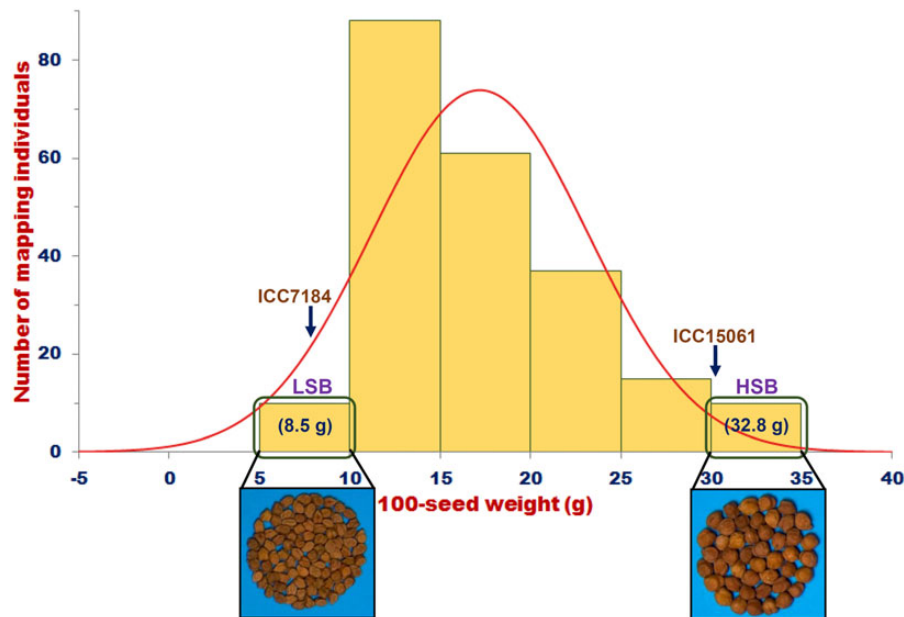 Number of mapping individuals
80
60
40
20
0
ICC7184
ICC15061
LSB
HSB
(8.5 g)
(32.8 g)
-5 0 5 10 15 20 25 30 35 40
100-seed weight (g)